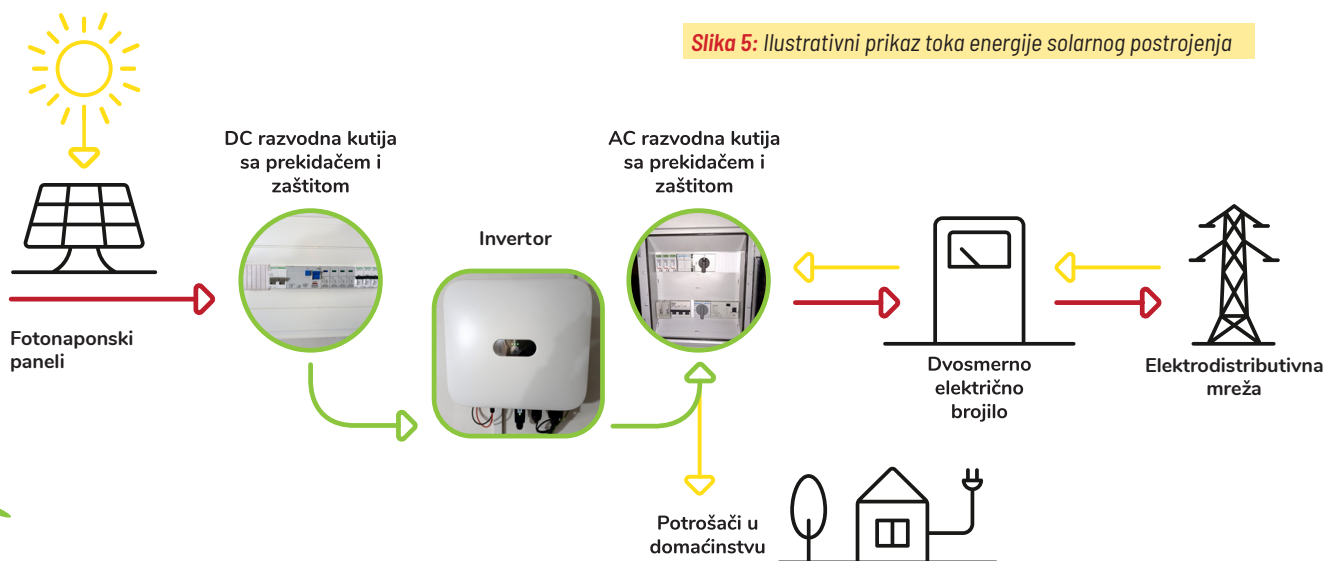 Slika 5: Ilustrativni prikaz toka energije solarnog postrojenja
DC razvodna kutija
sa prekidačem i
zaštitom
AC razvodna kutija
sa prekidačem i
zaštitom
Invertor
Fotonaponski
paneli
Dvosmerno
električno
brojilo
Elektrodistributivna
mreža
Potrošači u
domaćinstvu